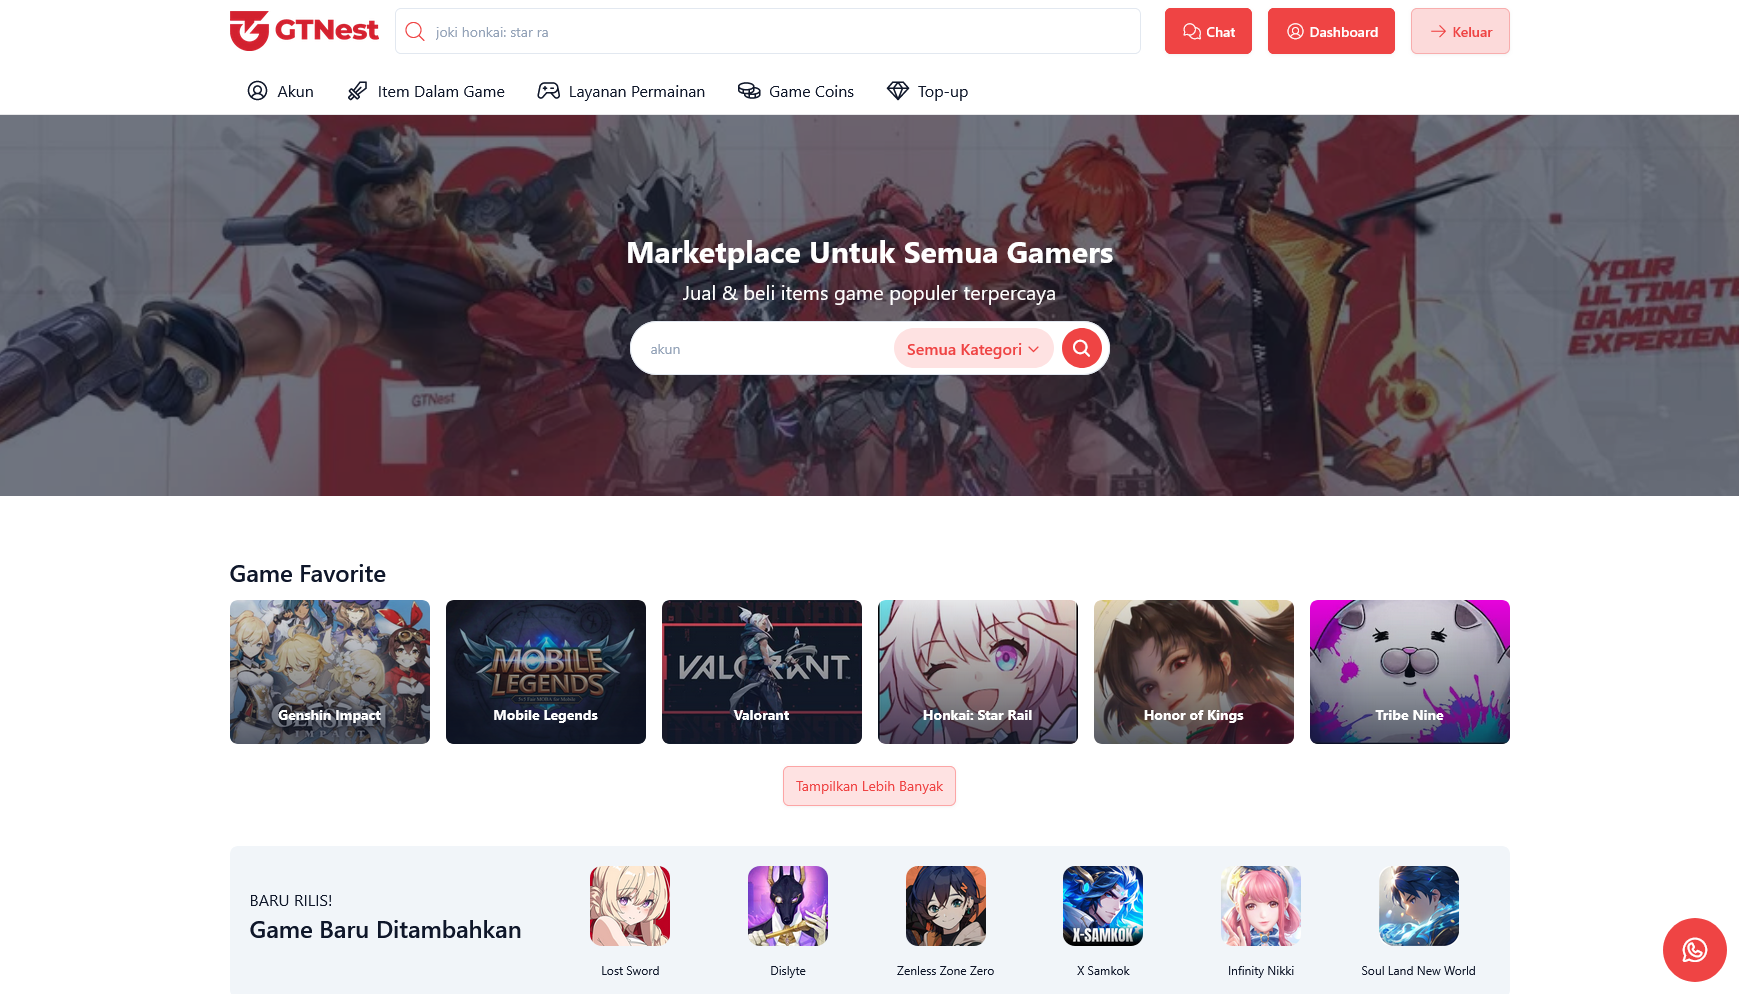 GTNest
joki honkai: star ra
Chat
Dashboard
Keluar
Akun
Item Dalam Game
Layanan Permainan
Game Coins
Top-up
YOUR
ULTIMATE
GAMING
EXPERIEN
Marketplace Untuk Semua Gamers
Jual & beli items game populer terpercaya
akun
Semua Kategori
GTNest
Game Favorite
Genshin Impact
IMPACT
MOBILE
LEGENDS
Mobile Legends
VALORANT
Valorant
Honkai: Star Rail
Honor of Kings
Tribe Nine
Tampilkan Lebih Banyak
BARU RILIS!
Game Baru Ditambahkan
Lost Sword
Dislyte
Zenless Zone Zero
X-SAMKOK
X Samkok
Infinity Nikki
Soul Land New World